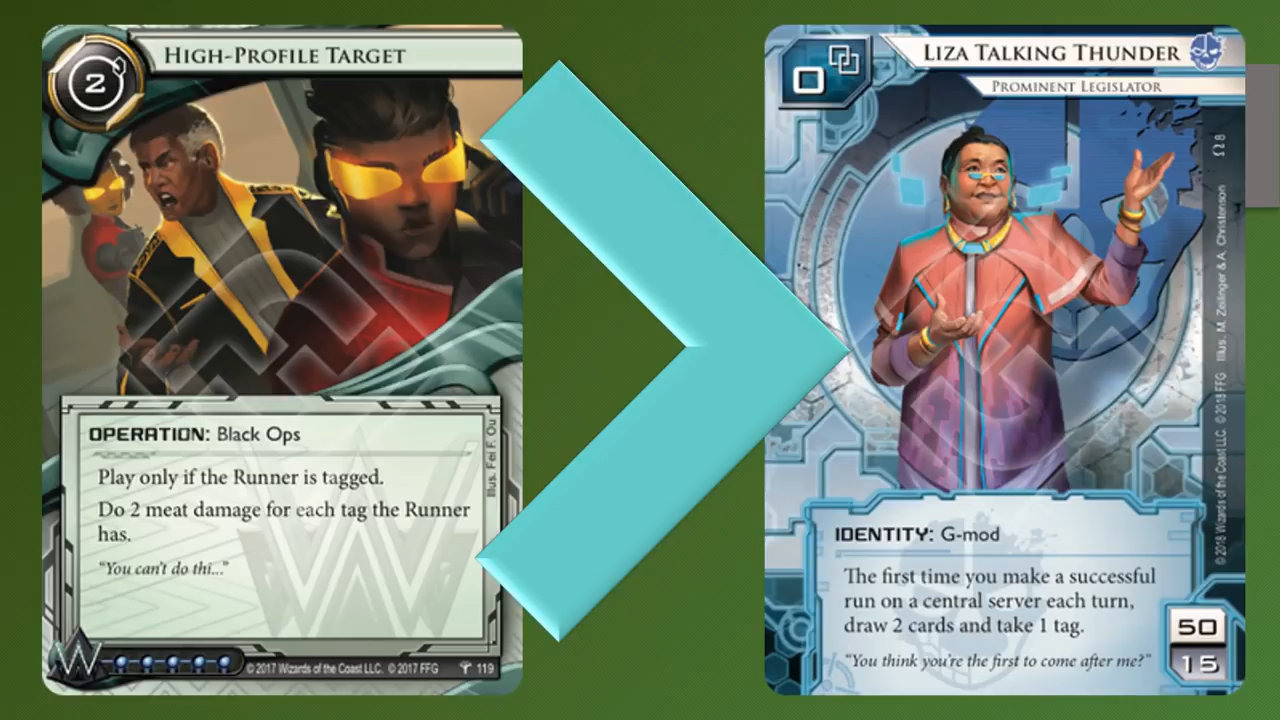 2
HIGH-PROFILE TARGET
OPERATION: Black Ops
Play only if the Runner is tagged.
Do 2 meat damage for each tag the Runner
has.
“You can’t do thi...”
Illus. Fei F. Ou
© 2017 Wizards of the Coast LLC. © 2017 FFG
119
0
LIZA TALKING THUNDER
PROMINENT LEGISLATOR
IDENTITY: G-mod
The first time you make a successful
run on a central server each turn,
draw 2 cards and take 1 tag.
“You think you’re the first to come after me?”
50
15
© 2018 Wizards of the Coast LLC. © 2018 FFG Illus. M. Zeilinger & A. Christenson
Ω 8